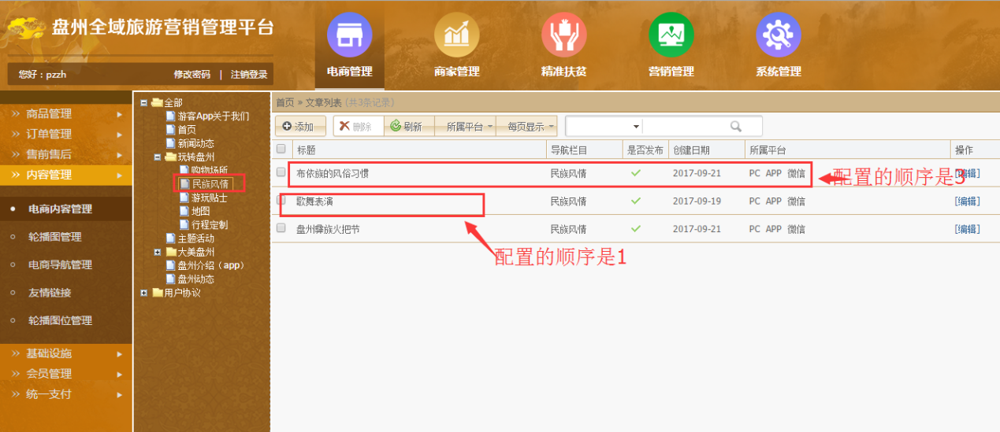 盘州全域旅游营销管理平台
电商管理
商家管理
精准扶贫
营销管理
系统管理
您好：pzzh 修改密码 | 注销登录
商品管理
订单管理
售前售后
内容管理
电商内容管理
轮播图管理
电商导航管理
友情链接
轮播图位管理
基础设施
会员管理
统一支付
全部
游客App关于我们
首页
新闻动态
玩转盘州
购物场所
民族风情
游玩贴士
地图
行程定制
主题活动
大美盘州
盘州介绍（app）
盘州动态
用户协议
首页 » 文章列表 (共3条记录)
添加 删除 刷新 所属平台 每页显示
标题 导航栏目 是否发布 创建日期 所属平台 操作
布依族的风俗习惯 民族风情 2017-09-21 PC APP 微信 [编辑]
配置的顺序是3
歌舞表演 民族风情 2017-09-19 PC APP 微信 [编辑]
盘州彝族火把节 民族风情 2017-09-21 PC APP 微信 [编辑]
配置的顺序是1